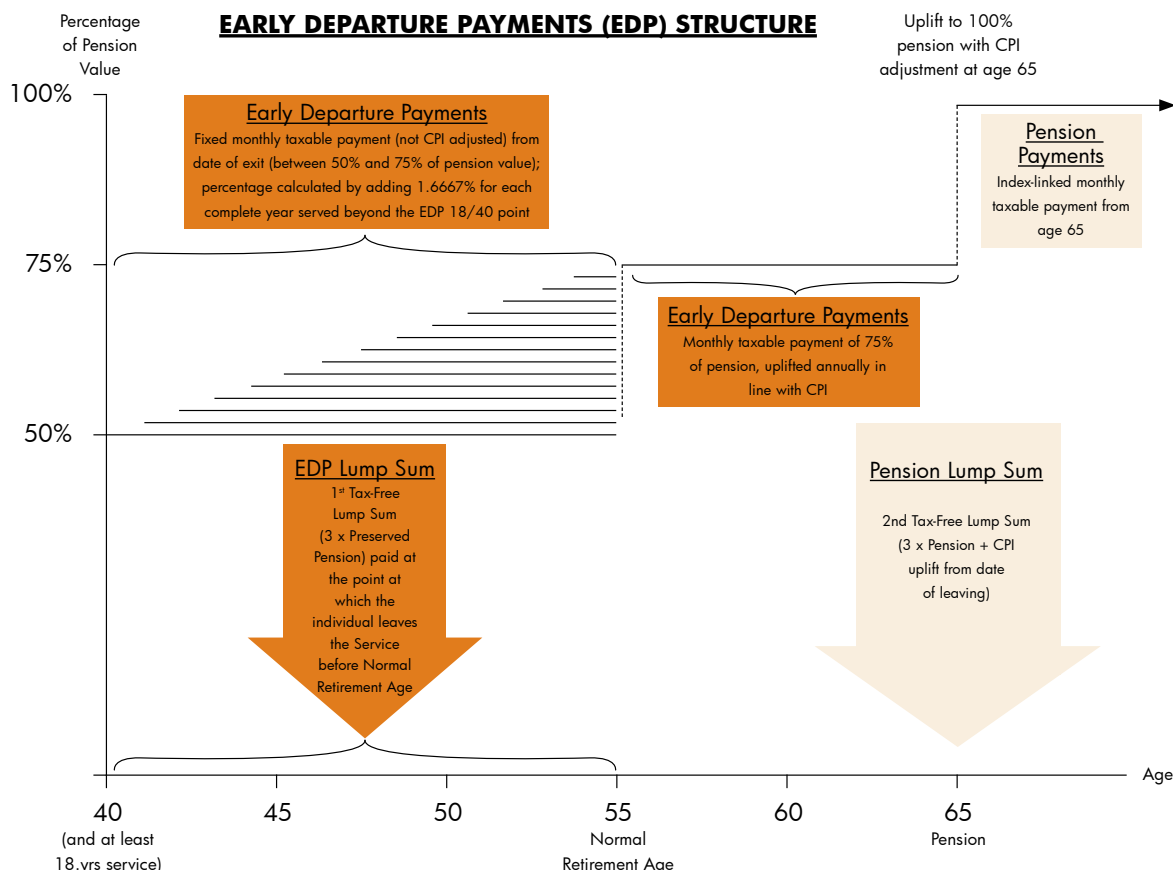 EARLY DEPARTURE PAYMENTS (EDP) STRUCTURE
Percentage
of Pension
Value
Uplift to 100%
pension with CPI
adjustment at age 65
100%
75%
50%
Early Departure Payments
Fixed monthly taxable payment (not CPI adjusted) from
date of exit (between 50% and 75% of pension value);
percentage calculated by adding 1.6667% for each
complete year served beyond the EDP 18/40 point
Pension
Payments
Index-linked monthly
taxable payment from
age 65
Early Departure Payments
Monthly taxable payment of 75%
of pension, uplifted annually in
line with CPI
EDP Lump Sum
1st Tax-Free
Lump Sum
(3 x Preserved
Pension) paid at
the point at
which the
individual leaves
the Service
before Normal
Retirement Age
Pension Lump Sum
2nd Tax-Free Lump Sum
(3 x Pension + CPI
uplift from date
of leaving)
Age
40
(and at least
18.yrs service)
45
50
55
Normal
Retirement Age
60
65
Pension